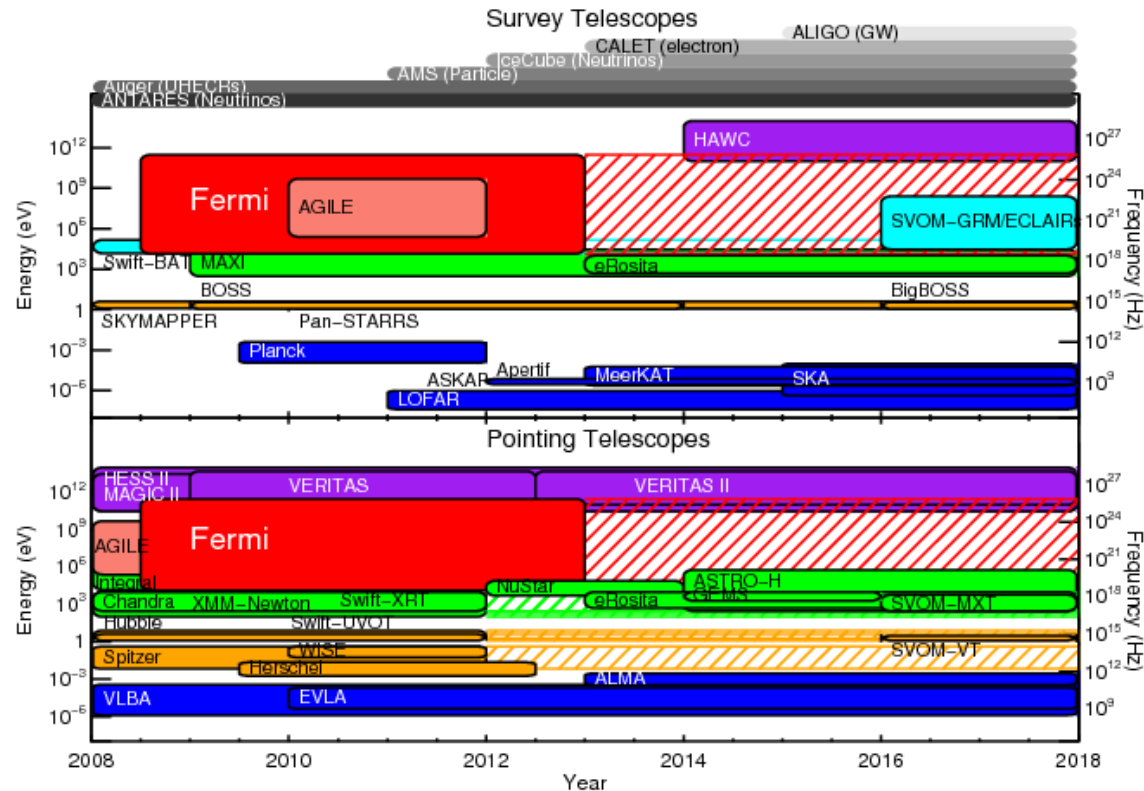 Survey Telescopes
ALIGO (GW)
CALET (electron)
IceCube (Neutrinos)
AMS (Particle)
Auger (UHECRs)
ANTARES (Neutrinos)
10^12
10^9
10^6
10^3
1
10^-3
10^-6
Energy (eV)
HAWC
Fermi
AGILE
SVOM-GRM/ECLAIRs
Swift-BAT
MAXI
eRosita
BOSS
BigBOSS
SKYMAPPER
Pan-STARRS
Planck
Apertif
ASKAP
MeerKAT
SKA
LOFAR
10^27
10^24
10^21
10^18
10^15
10^12
10^9
Frequency (Hz)
Pointing Telescopes
10^12
10^9
10^6
10^3
1
10^-3
10^-6
Energy (eV)
HESS II
MAGIC II
VERITAS
VERITAS II
Fermi
AGILE
Integral
NuStar
ASTRO-H
GEMS
Chandra
XMM-Newton
Swift-XRT
eRosita
SVOM-MXT
Hubble
Swift-UVOT
WISE
SVOM-VT
Spitzer
Herschel
ALMA
VLBA
EVLA
10^27
10^24
10^21
10^18
10^15
10^12
10^9
Frequency (Hz)
2008
2010
2012
2014
2016
2018
Year